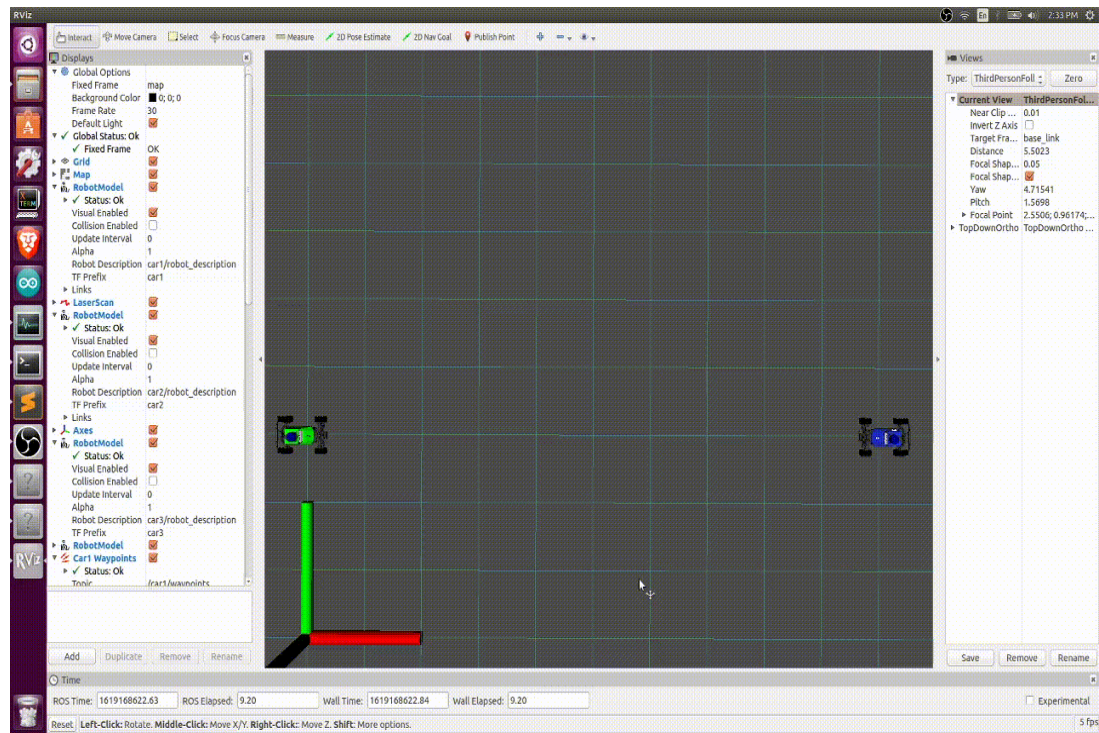 RViz
En
2:33 PM
Interact Move Camera Select Focus Camera Measure 2D Pose Estimate 2D Nav Goal Publish Point
Displays
Global Options
Fixed Frame map
Background Color 0; 0; 0
Frame Rate 30
Default Light
Global Status: Ok
Fixed Frame OK
Grid
Map
RobotModel
Status: Ok
Visual Enabled
Collision Enabled
Update Interval 0
Alpha 1
Robot Description car1/robot_description
TF Prefix car1
Links
LaserScan
RobotModel
Status: Ok
Visual Enabled
Collision Enabled
Update Interval 0
Alpha 1
Robot Description car2/robot_description
TF Prefix car2
Links
Axes
RobotModel
Status: Ok
Visual Enabled
Collision Enabled
Update Interval 0
Alpha 1
Robot Description car3/robot_description
TF Prefix car3
RobotModel
Car1 Waypoints
Status: Ok
Topic /car1/waypoints
Add Duplicate Remove Rename
Views
Type: ThirdPersonFoll Zero
Current View ThirdPersonFol...
Near Clip ... 0.01
Invert Z Axis
Target Fra... base_link
Distance 5.5023
Focal Shap... 0.05
Focal Shap...
Yaw 4.71541
Pitch 1.5698
Focal Point 2.5506; 0.96174;...
TopDownOrtho TopDownOrtho ...
Save Remove Rename
Time
ROS Time: 1619168622.63 ROS Elapsed: 9.20 Wall Time: 1619168622.84 Wall Elapsed: 9.20 Experimental
Reset Left-Click: Rotate. Middle-Click: Move X/Y. Right-Click:: Move Z. Shift: More options. 5 fps